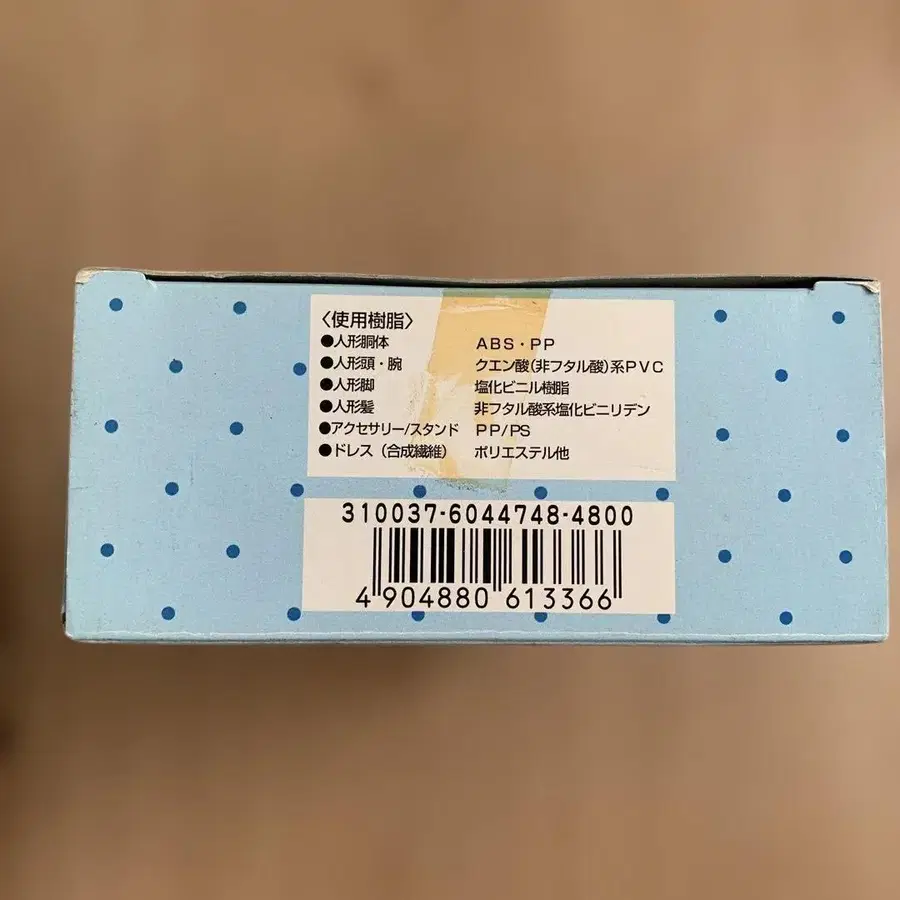 〈使用樹脂〉
●人形胴体 ABS・PP
●人形頭・腕 クエン酸(非フタル酸)系PVC
●人形脚 塩化ビニル樹脂
●人形髪 非フタル酸系塩化ビニリデン
●アクセサリー/スタンド PP/PS
●ドレス（合成繊維） ポリエステル他
310037-6044748-4800
4 904880 613366